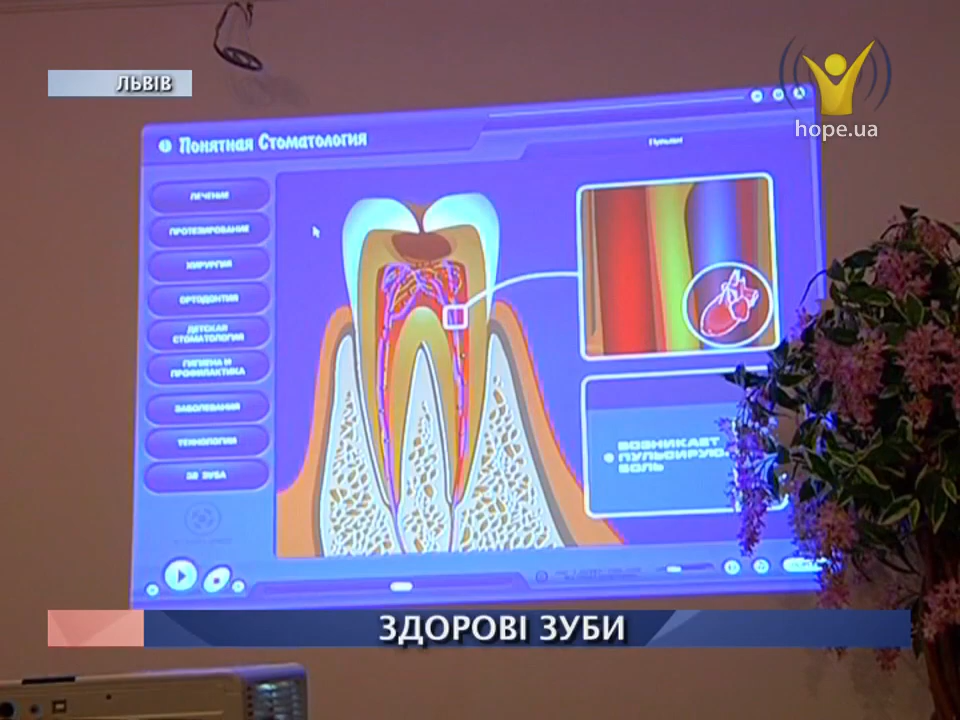 ЛЬВІВ
hope.ua
Понятная Стоматология
Пульпит
ЛЕЧЕНИЕ
ПРОТЕЗИРОВАНИЕ
ХИРУРГИЯ
ОРТОДОНТИЯ
ДЕТСКАЯ
СТОМАТОЛОГИЯ
ГИГИЕНА И
ПРОФИЛАКТИКА
ЗАБОЛЕВАНИЯ
ТЕХНОЛОГИИ
32 ЗУБА
ВОЗНИКАЕТ
ПУЛЬСИРУЮ
БОЛЬ
ЗДОРОВІ ЗУБИ